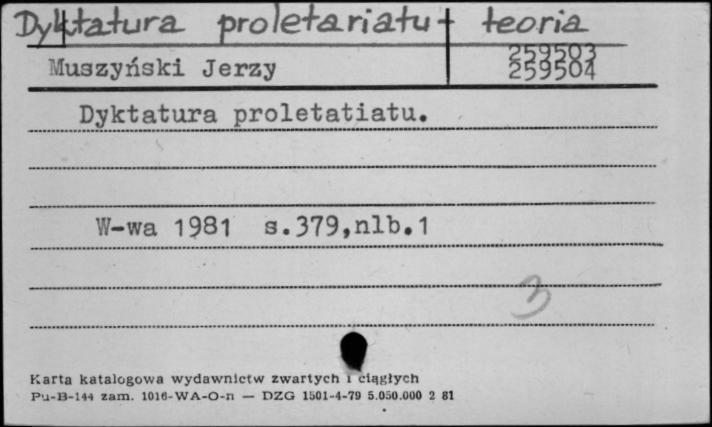 Dyktatura proletariatu - teoria
Muszyński Jerzy
259503
259504
Dyktatura proletatiatu.
W-wa 1981 s.379,nlb.1
3
Karta katalogowa wydawnictw zwartych i ciągłych
Pu-B-144 zam. 1016-WA-O-n — DZG 1501-4-79 5.050.000 2 81